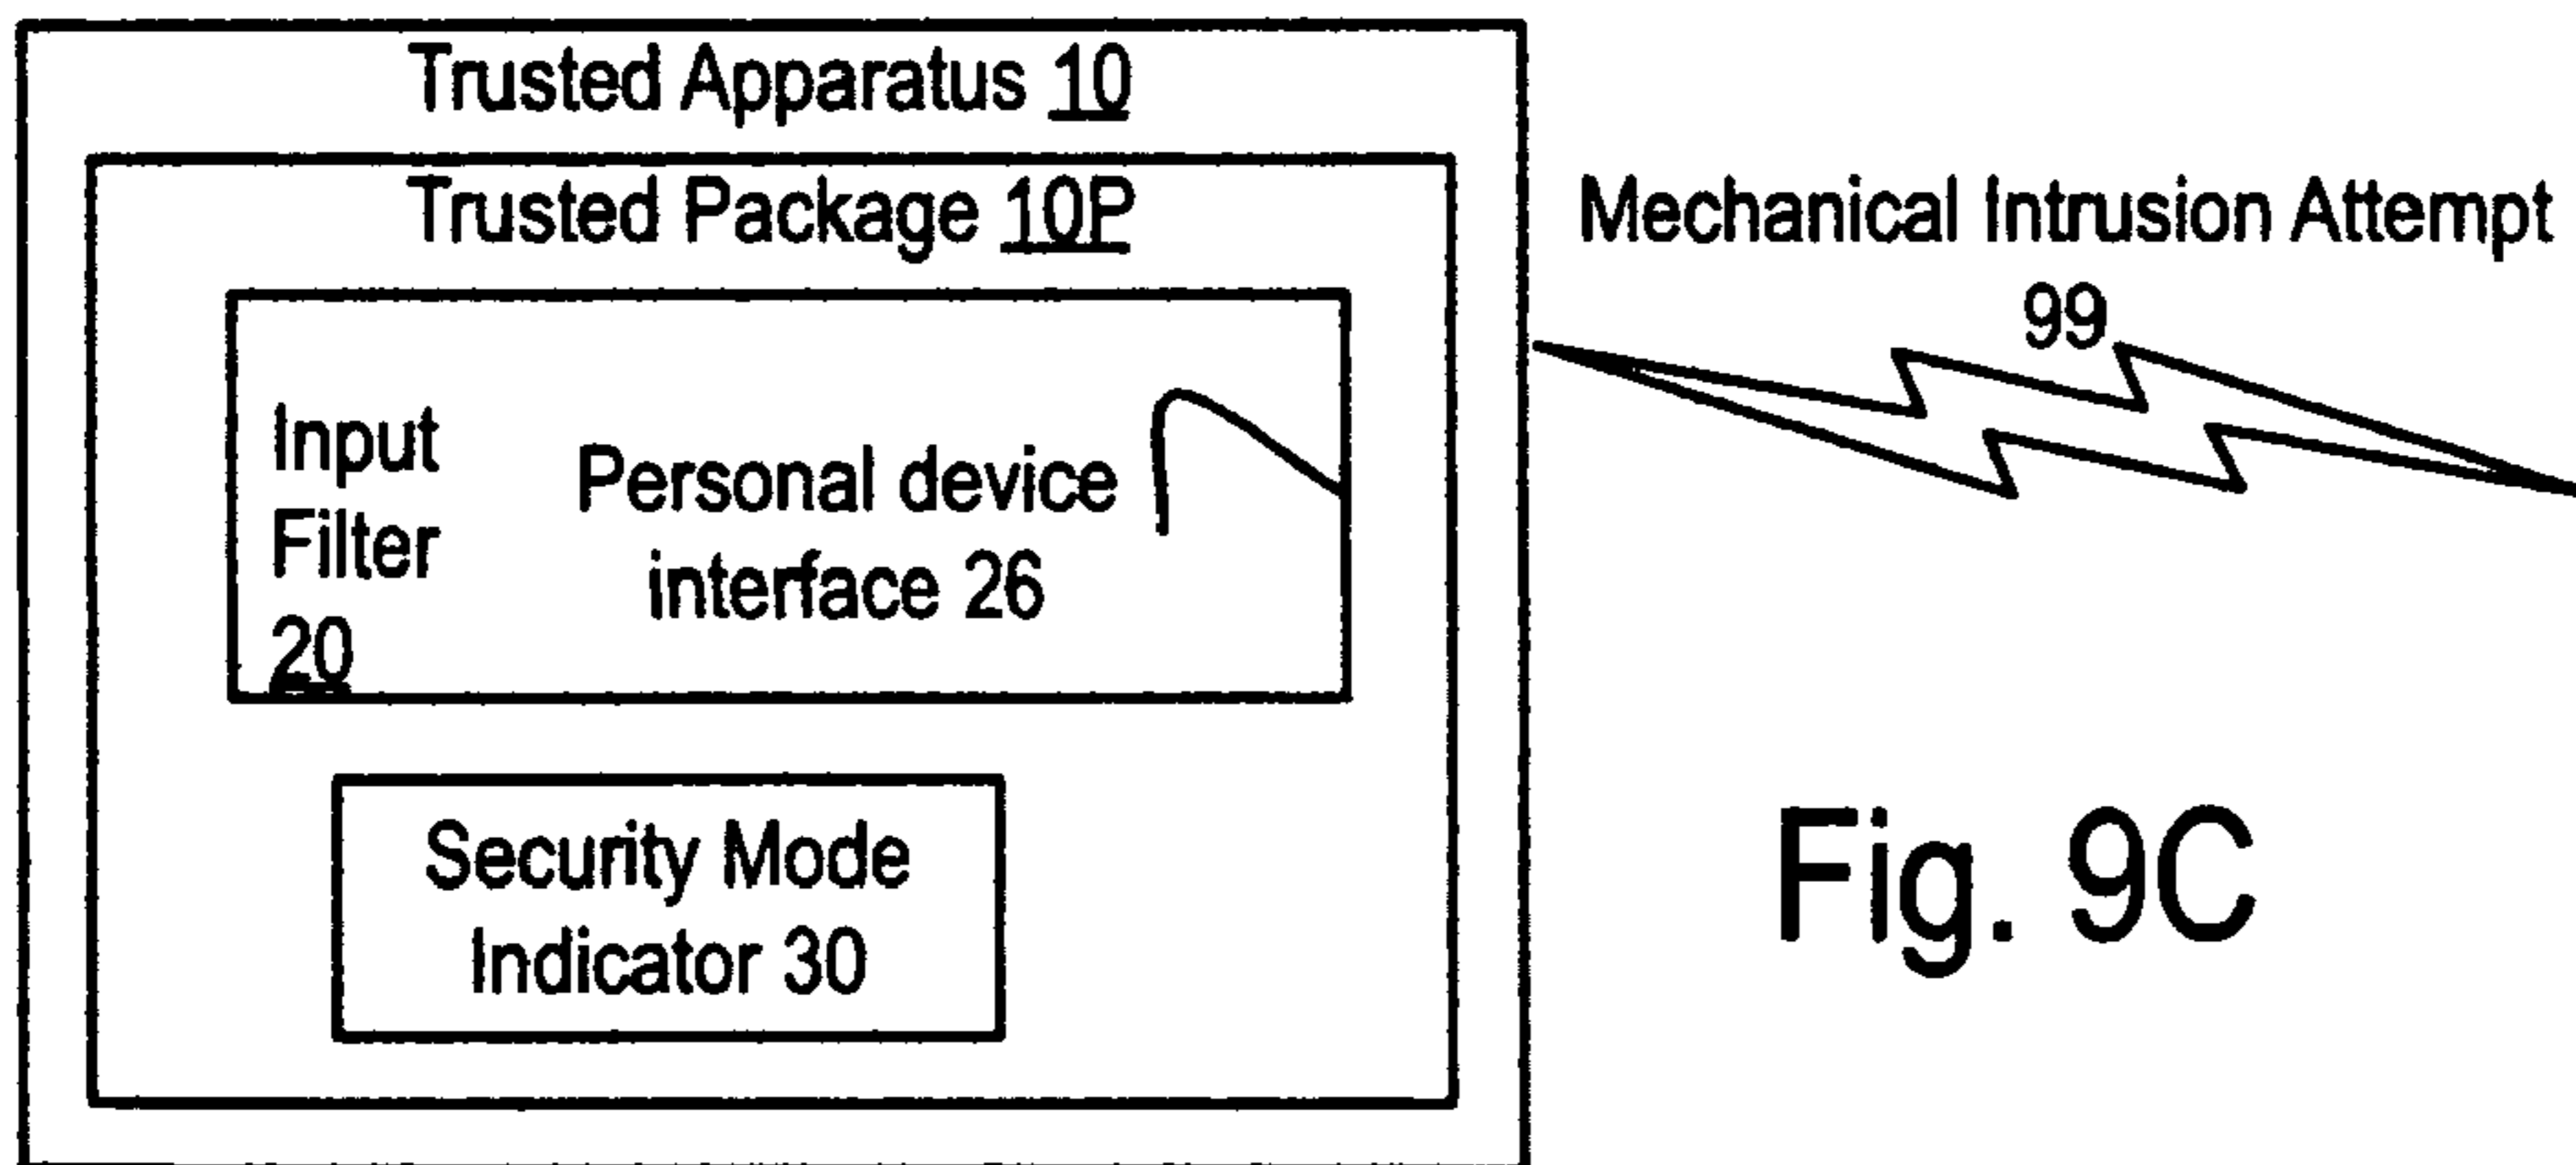 Trusted Apparatus 10
Trusted Package 10P
Mechanical Intrusion Attempt
99
Input
Filter
20
Personal device
interface 26
Security Mode
Indicator 30
Fig. 9C